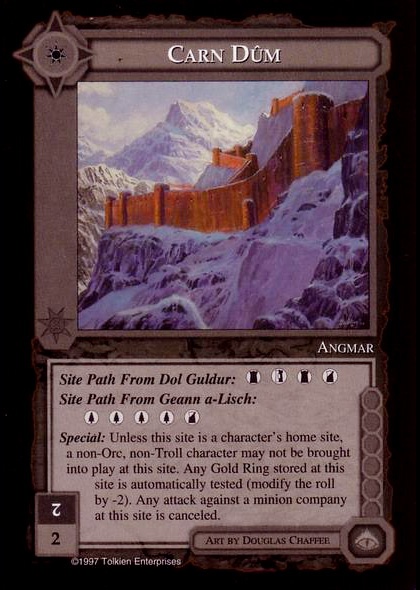 CARN DÛM
ANGMAR
Site Path From Dol Guldur:
Site Path From Geann a-Lisch:
Special: Unless this site is a character's home site,
a non-Orc, non-Troll character may not be brought
into play at this site. Any Gold Ring stored at this
site is automatically tested (modify the roll
by -2). Any attack against a minion company
at this site is canceled.
2
2
ART BY DOUGLAS CHAFFEE
©1997 Tolkien Enterprises